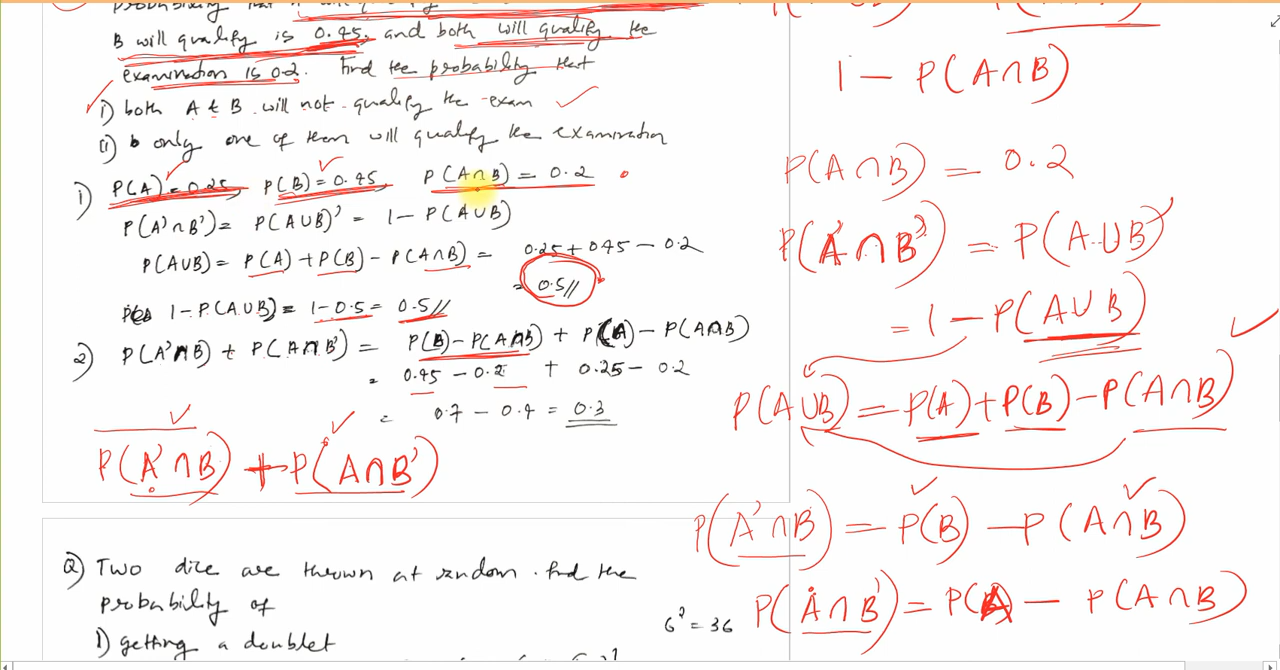 B will qualify is 0.45, and both will qualify the
examination is 0.2. Find the probability that
i) both A & B will not qualify the exam
(ii) b only one of them will qualify the examination
1) P(A) = 0.25, P(B) = 0.45, P(A∩B) = 0.2
P(A'∩B') = P(A∪B)' = 1 - P(A∪B)
P(A∪B) = P(A) + P(B) - P(A∩B) = 0.25 + 0.45 - 0.2
= 0.5//
1 - P(A∪B) = 1 - 0.5 = 0.5//
2) P(A'∩B) + P(A∩B') = P(B) - P(A∩B) + P(A) - P(A∩B)
= 0.45 - 0.2 + 0.25 - 0.2
= 0.7 - 0.4 = 0.3
P(A'∩B) + P(A∩B')
Q) Two dice are thrown at random. find the
probability of
1) getting a doublet
6² = 36
1 - P(A∩B)
P(A∩B) = 0.2
P(A'∩B') = P(A∪B)'
= 1 - P(A∪B)
P(A∪B) = P(A) + P(B) - P(A∩B)
P(A'∩B) = P(B) - P(A∩B)
P(A∩B') = P(A) - P(A∩B)